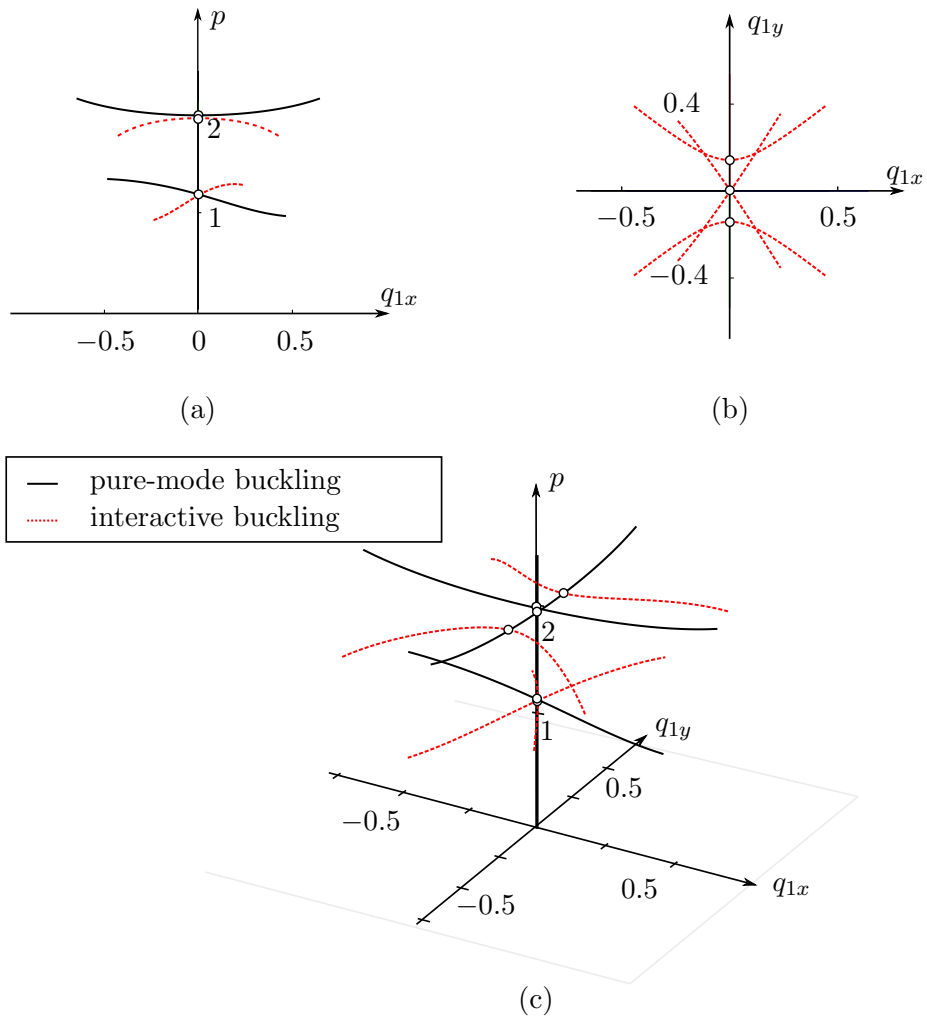 p
2
1
q1x
−0.5
0
0.5
(a)
q1y
0.4
q1x
−0.5
0.5
−0.4
(b)
pure-mode buckling
interactive buckling
p
2
1
q1y
0.5
−0.5
0.5
q1x
−0.5
(c)